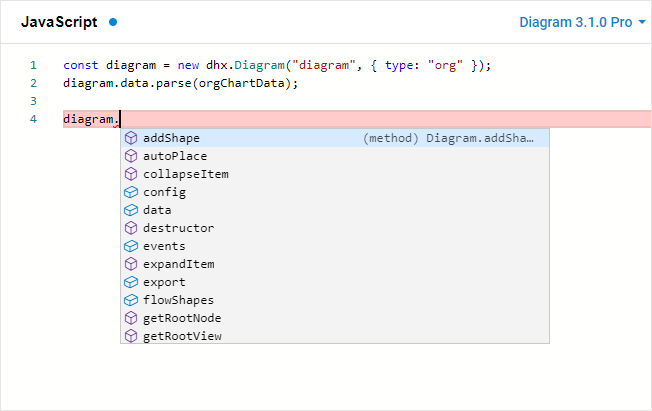 JavaScript
Diagram 3.1.0 Pro
1 const diagram = new dhx.Diagram("diagram", { type: "org" });
2 diagram.data.parse(orgChartData);
3
4 diagram.
addShape (method) Diagram.addSha…
autoPlace
collapseItem
config
data
destructor
events
expandItem
export
flowShapes
getRootNode
getRootView